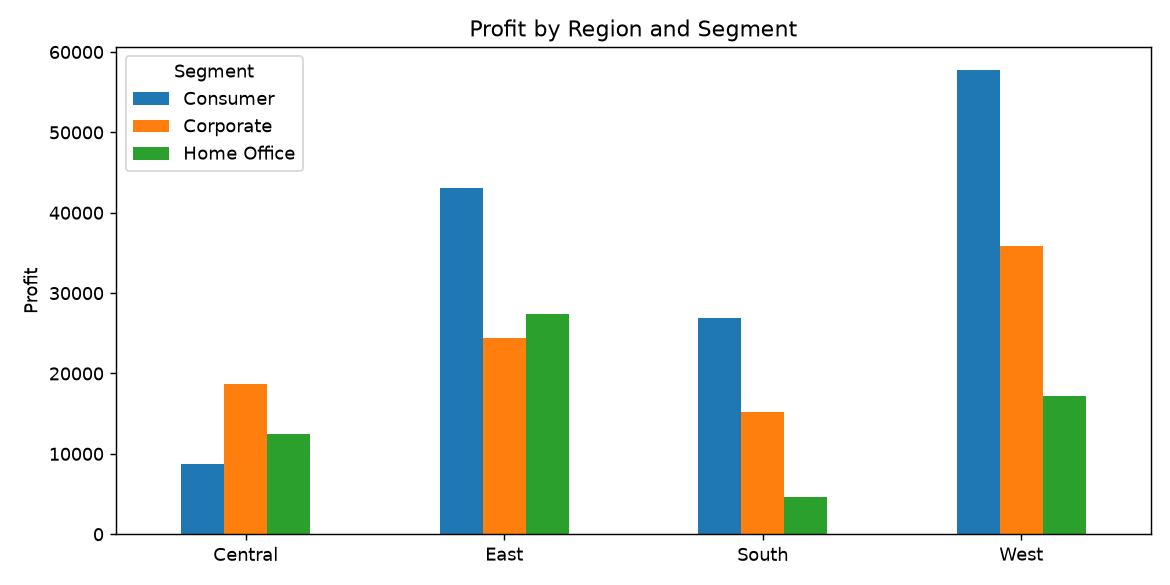 Profit by Region and Segment
Segment
Consumer
Corporate
Home Office
Profit
60000
50000
40000
30000
20000
10000
0
Central East South West